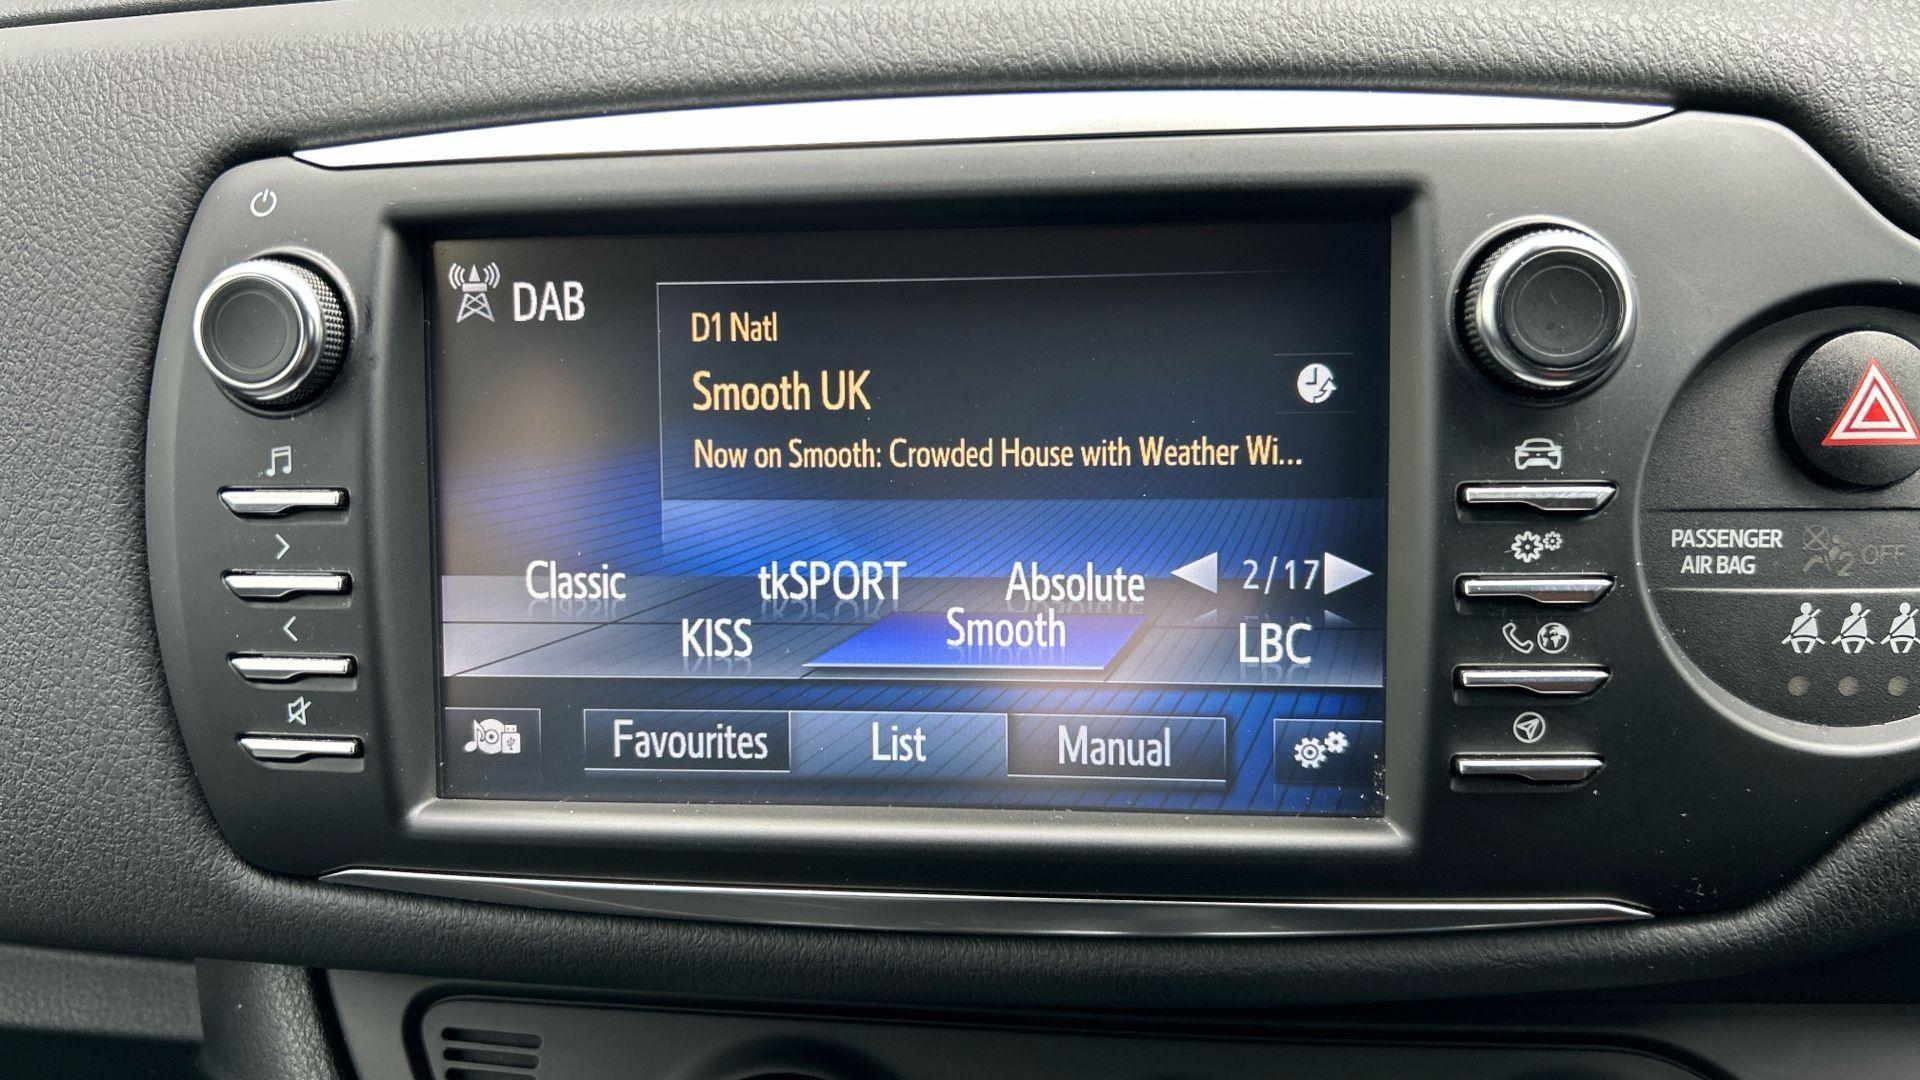 DAB
D1 Natl
Smooth UK
Now on Smooth: Crowded House with Weather Wi...
Classic tkSPORT Absolute 2/17
KISS Smooth LBC
Favourites List Manual
PASSENGER
AIR BAG
2 OFF